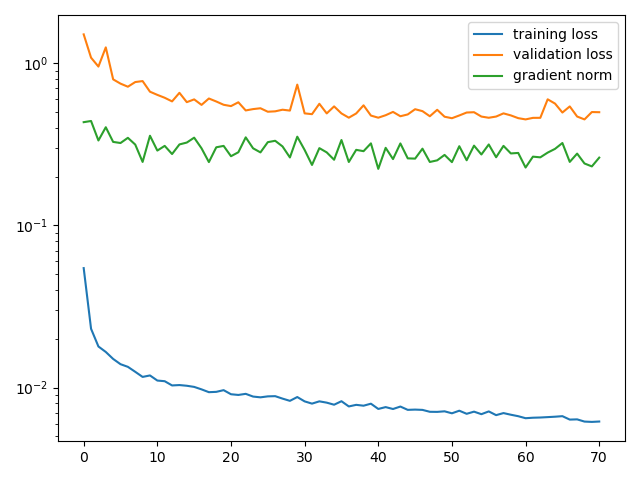 training loss
validation loss
gradient norm
10⁰
10⁻¹
10⁻²
0 10 20 30 40 50 60 70